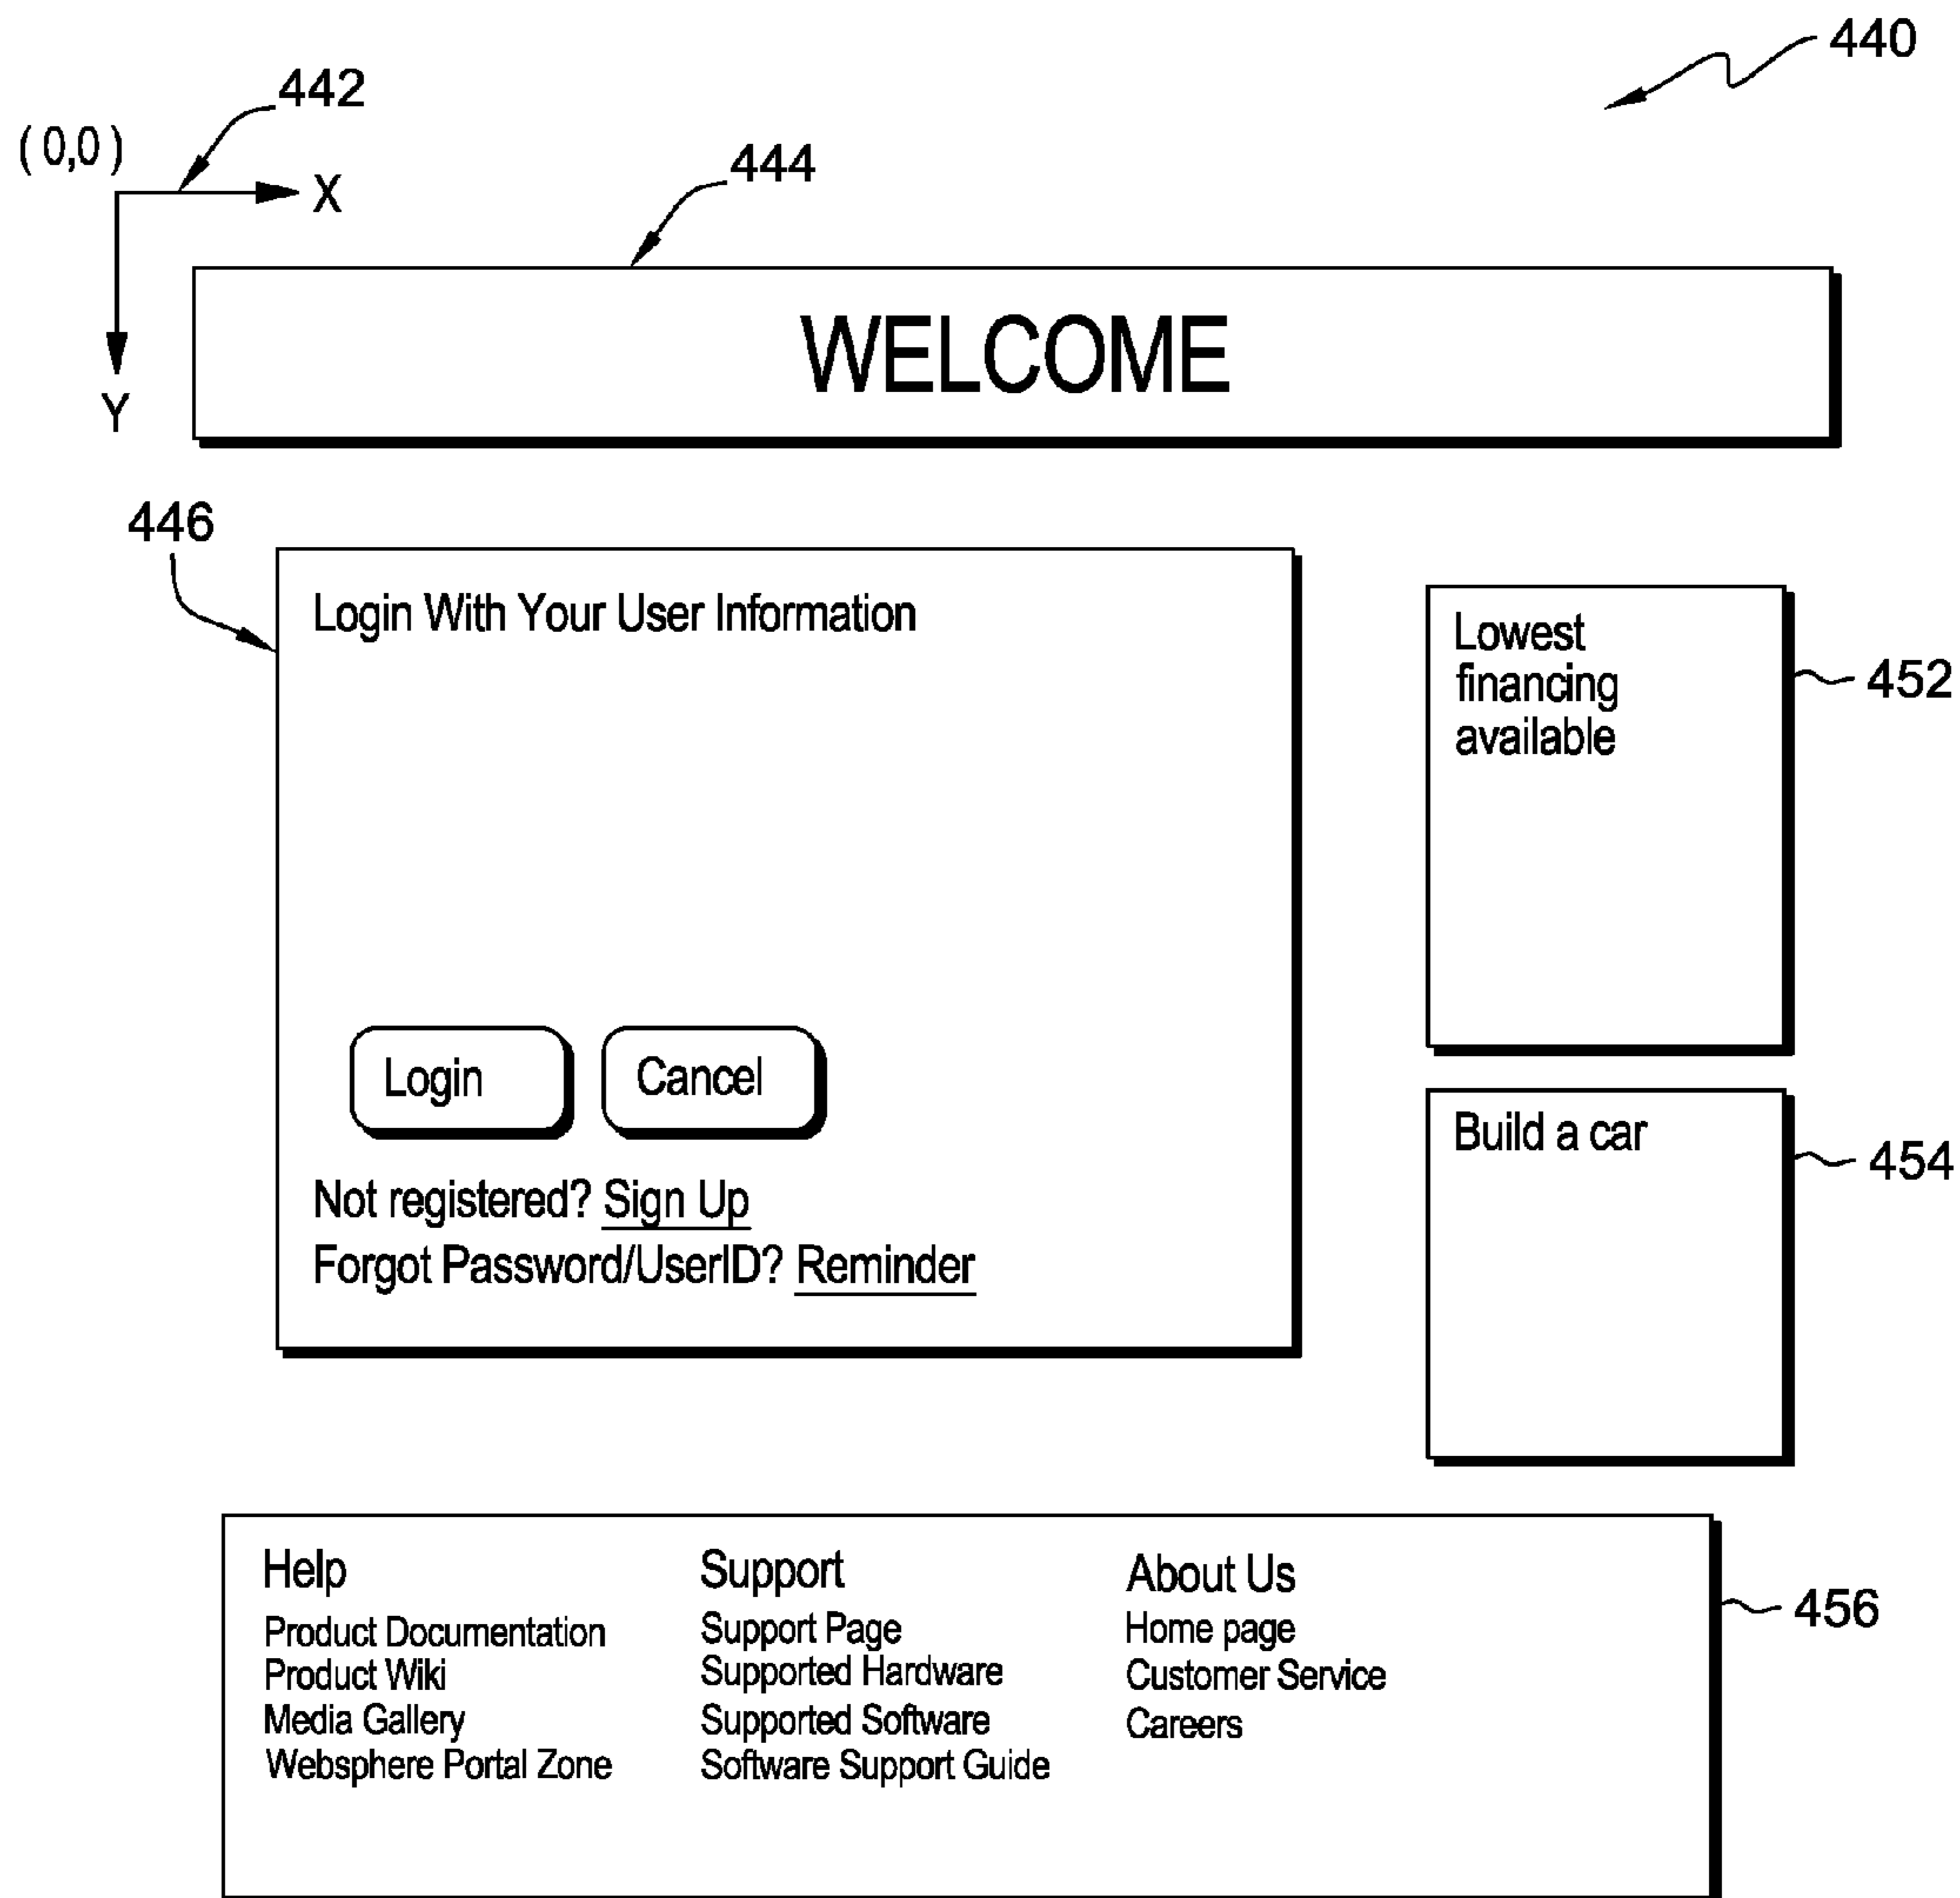 440
442
(0,0)
X
444
Y
WELCOME
446
Login With Your User Information
Lowest
financing
available
452
Login
Cancel
Build a car
454
Not registered? Sign Up
Forgot Password/UserID? Reminder
Help
Product Documentation
Product Wiki
Media Gallery
Websphere Portal Zone
Support
Support Page
Supported Hardware
Supported Software
Software Support Guide
About Us
Home page
Customer Service
Careers
456